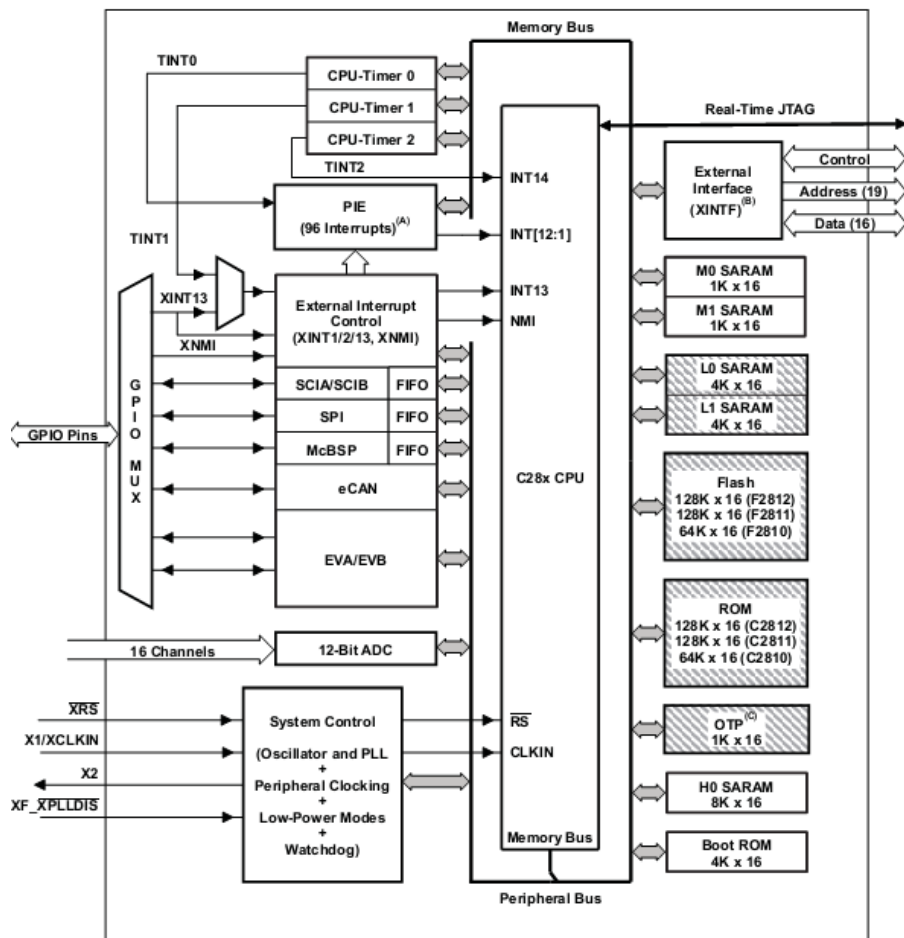 Memory Bus
TINT0
CPU-Timer 0
CPU-Timer 1
CPU-Timer 2
TINT2
Real-Time JTAG
INT14
External
Interface
(XINTF)(B)
Control
Address (19)
Data (16)
PIE
(96 Interrupts)(A)
INT[12:1]
TINT1
XINT13
External Interrupt
Control
(XINT1/2/13, XNMI)
INT13
NMI
XNMI
M0 SARAM
1K x 16
M1 SARAM
1K x 16
L0 SARAM
4K x 16
L1 SARAM
4K x 16
GPIO Pins
GPIO MUX
SCIA/SCIB
FIFO
SPI
FIFO
McBSP
FIFO
eCAN
EVA/EVB
C28x CPU
Flash
128K x 16 (F2812)
128K x 16 (F2811)
64K x 16 (F2810)
ROM
128K x 16 (C2812)
128K x 16 (C2811)
64K x 16 (C2810)
16 Channels
12-Bit ADC
XRS
X1/XCLKIN
X2
XF_XPLLDIS
System Control
(Oscillator and PLL
+
Peripheral Clocking
+
Low-Power Modes
+
Watchdog)
RS
CLKIN
OTP(C)
1K x 16
H0 SARAM
8K x 16
Boot ROM
4K x 16
Memory Bus
Peripheral Bus